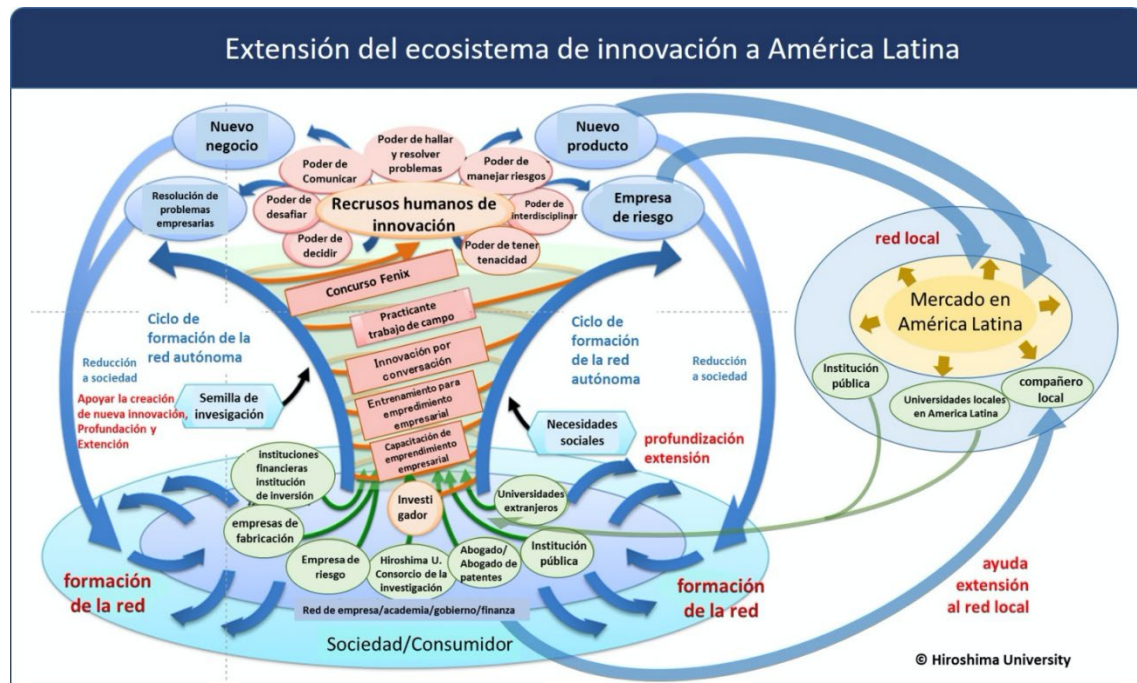 Extensión del ecosistema de innovación a América Latina
Nuevo
negocio
Resolución de
problemas
empresarias
Poder de
Comunicar
Poder de hallar
y resolver
problemas
Poder de
manejar riesgos
Poder de
desafiar
Poder de
interdisciplinar
Poder de
decidir
Poder de tener
tenacidad
Recrusos humanos de
innovación
Nuevo
producto
Empresa
de riesgo
Concurso Fenix
Practicante
trabajo de campo
Innovación por
conversación
Entrenamiento para
empredimiento
empresarial
Capacitación de
emprendimiento
empresarial
Ciclo de
formación de la
red autónoma
Reducción
a sociedad
Apoyar la creación
de nueva innovación,
Profundación y
Extención
Semilla de
invesigación
Ciclo de
formación
de la red
autónoma
Reducción
a sociedad
Necesidades
sociales
profundización
extensión
instituciones
financieras
institución
de inversión
empresas de
fabricación
Empresa de
riesgo
Investi
gador
Hiroshima U.
Consorcio de la
investigación
Abogado/
Abogado de
patentes
Universidades
extranjeros
Institución
pública
formación
de la red
formación
de la red
Red de empresa/academia/gobierno/finanza
Sociedad/Consumidor
red local
Mercado en
América Latina
Institución
pública
Universidades locales
en America Latina
compañero
local
ayuda
extensión
al red local
© Hiroshima University